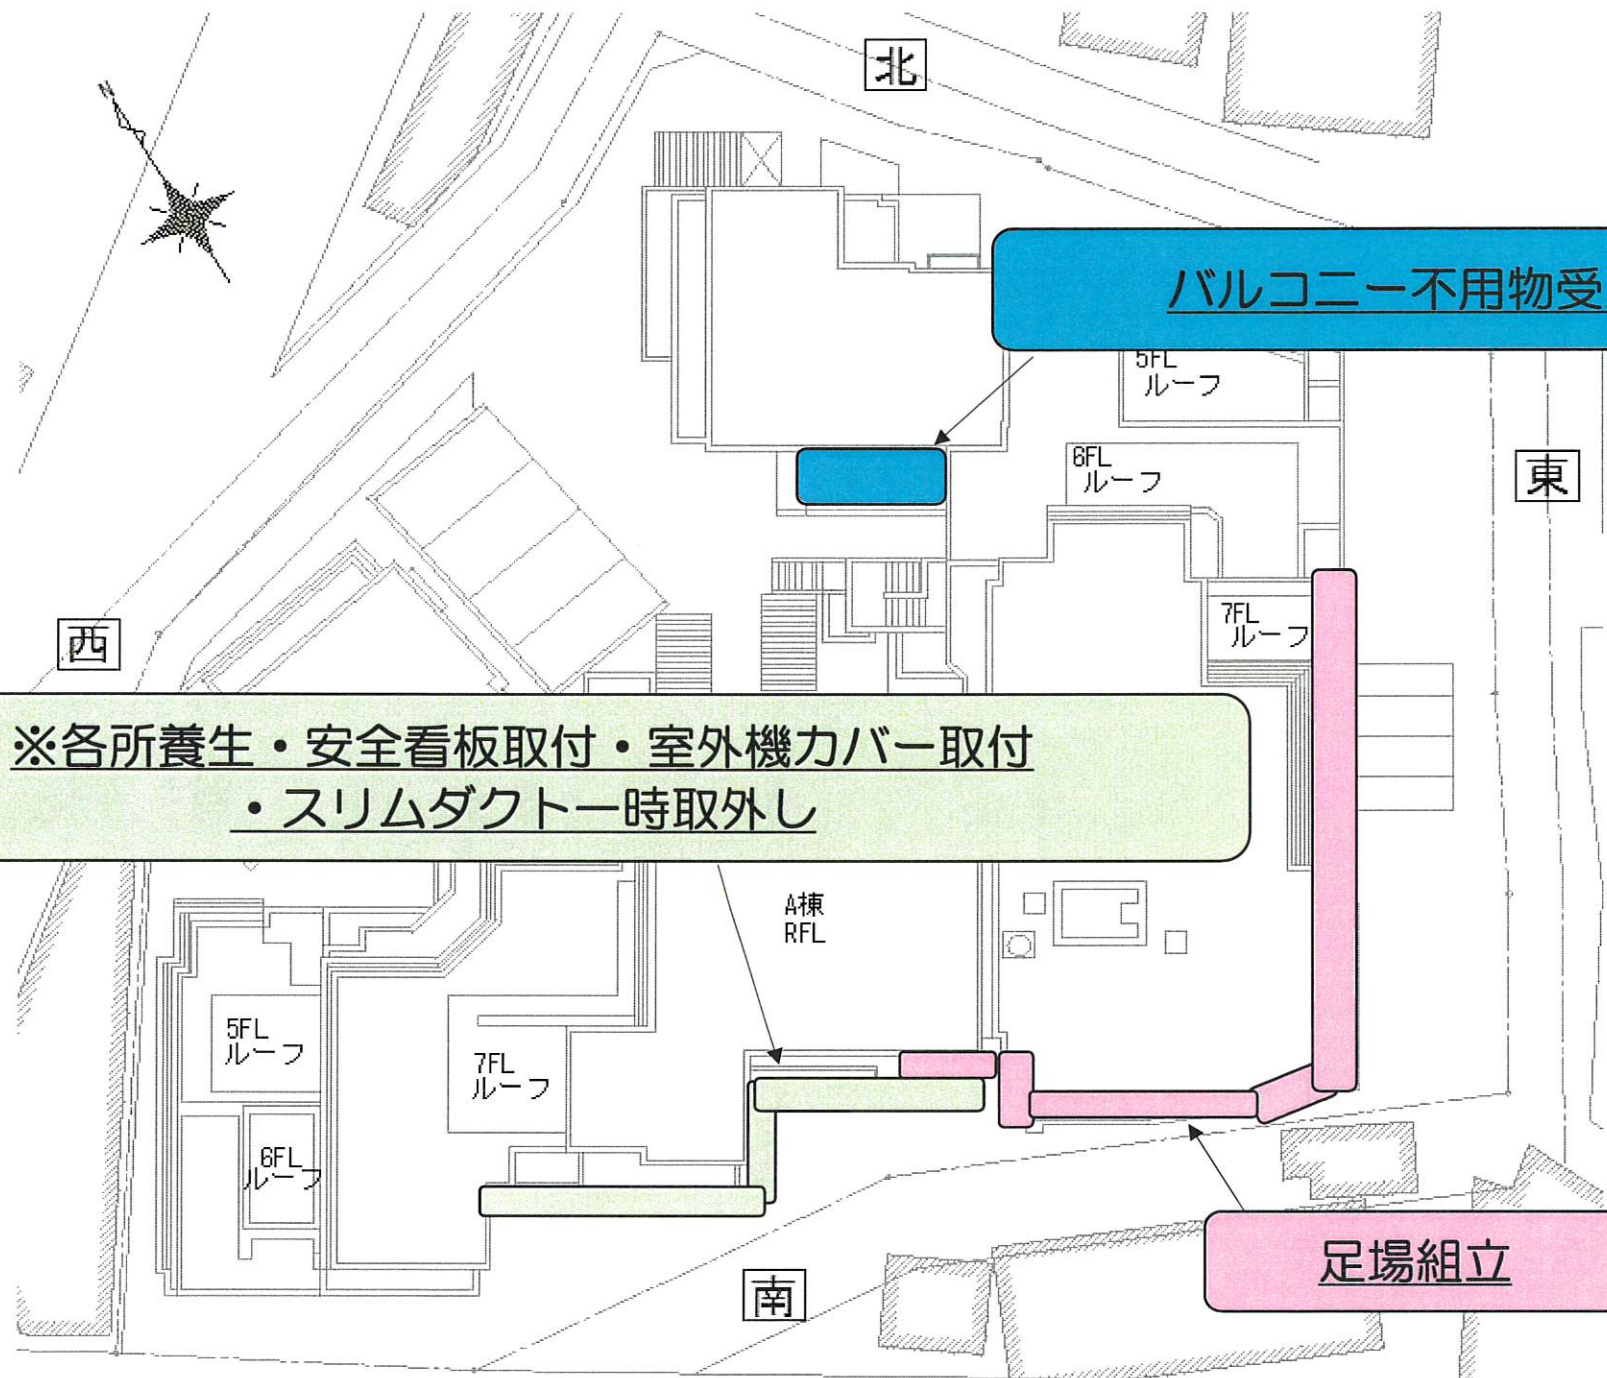 北
N
バルコニー不用物受
5FL
ルーフ
6FL
ルーフ
東
7FL
ルーフ
西
※各所養生・安全看板取付・室外機カバー取付
・スリムダクト一時取外し
A棟
RFL
5FL
ルーフ
7FL
ルーフ
6FL
ルーフ
足場組立
南